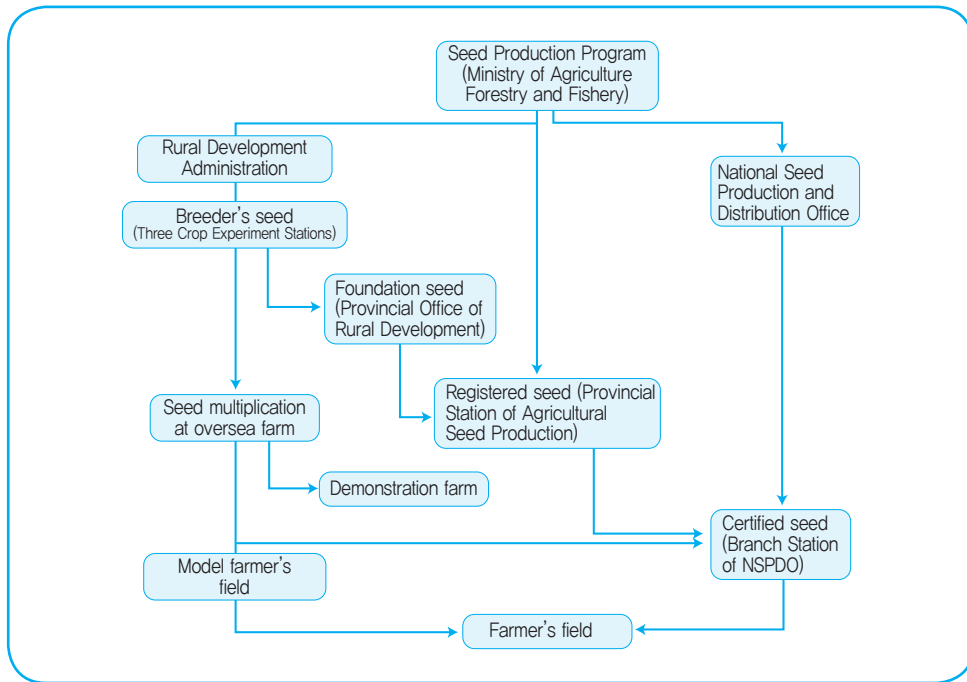 Seed Production Program
(Ministry of Agriculture
Forestry and Fishery)
Rural Development
Administration
National Seed
Production and
Distribution Office
Breeder's seed
(Three Crop Experiment Stations)
Foundation seed
(Provincial Office of
Rural Development)
Registered seed (Provincial
Station of Agricultural
Seed Production)
Seed multiplication
at oversea farm
Demonstration farm
Certified seed
(Branch Station
of NSPDO)
Model farmer's
field
Farmer's field